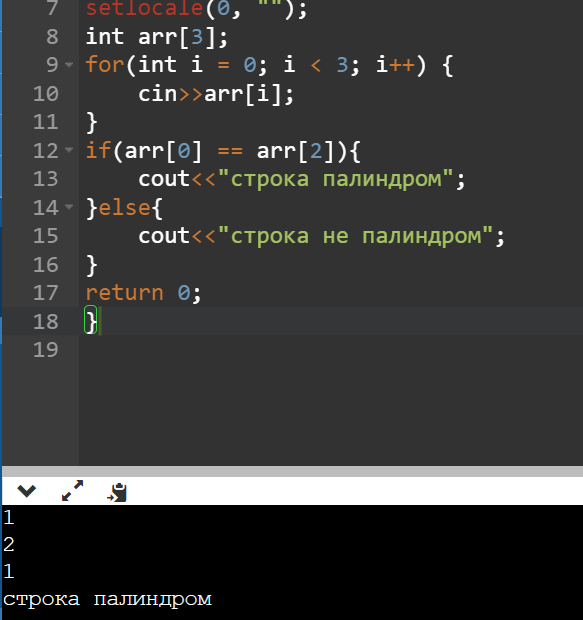 7 setlocale(0, "");
8 int arr[3];
9 for(int i = 0; i < 3; i++) {
10     cin>>arr[i];
11 }
12 if(arr[0] == arr[2]){
13     cout<<"строка палиндром";
14 }else{
15     cout<<"строка не палиндром";
16 }
17 return 0;
18 }
19
1
2
1
строка палиндром